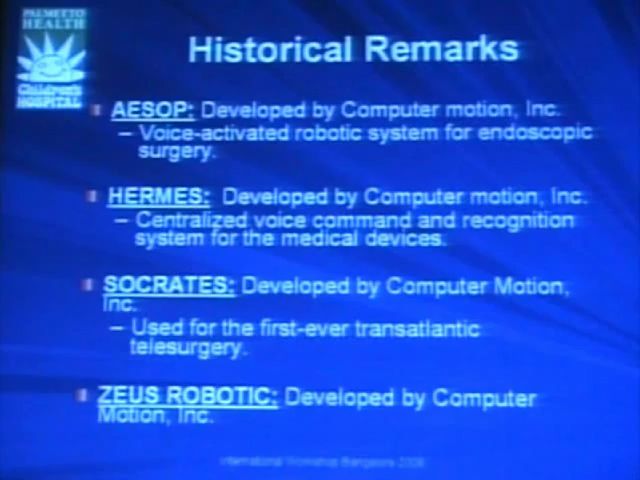 PALMETTO
HEALTH
Children's
HOSPITAL
Historical Remarks
AESOP: Developed by Computer motion, Inc.
– Voice-activated robotic system for endoscopic
surgery.
HERMES: Developed by Computer motion, Inc.
– Centralized voice command and recognition
system for the medical devices.
SOCRATES: Developed by Computer Motion,
Inc.
– Used for the first-ever transatlantic
telesurgery.
ZEUS ROBOTIC: Developed by Computer
Motion, Inc.
International Workshop Bangalore 2006